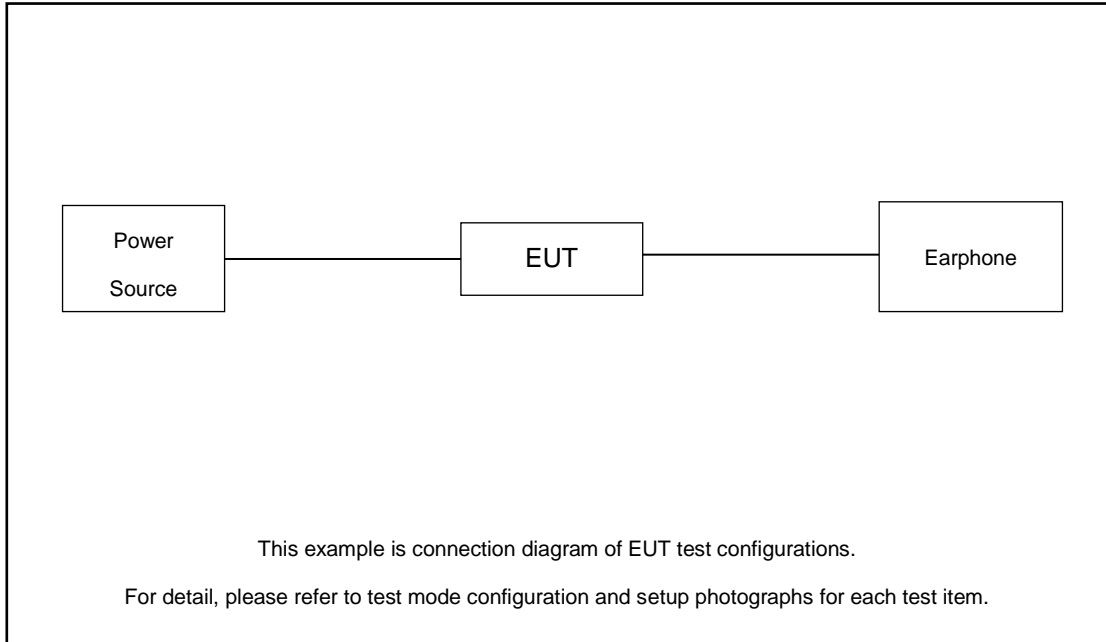 Power
Source
EUT
Earphone
This example is connection diagram of EUT test configurations.
For detail, please refer to test mode configuration and setup photographs for each test item.